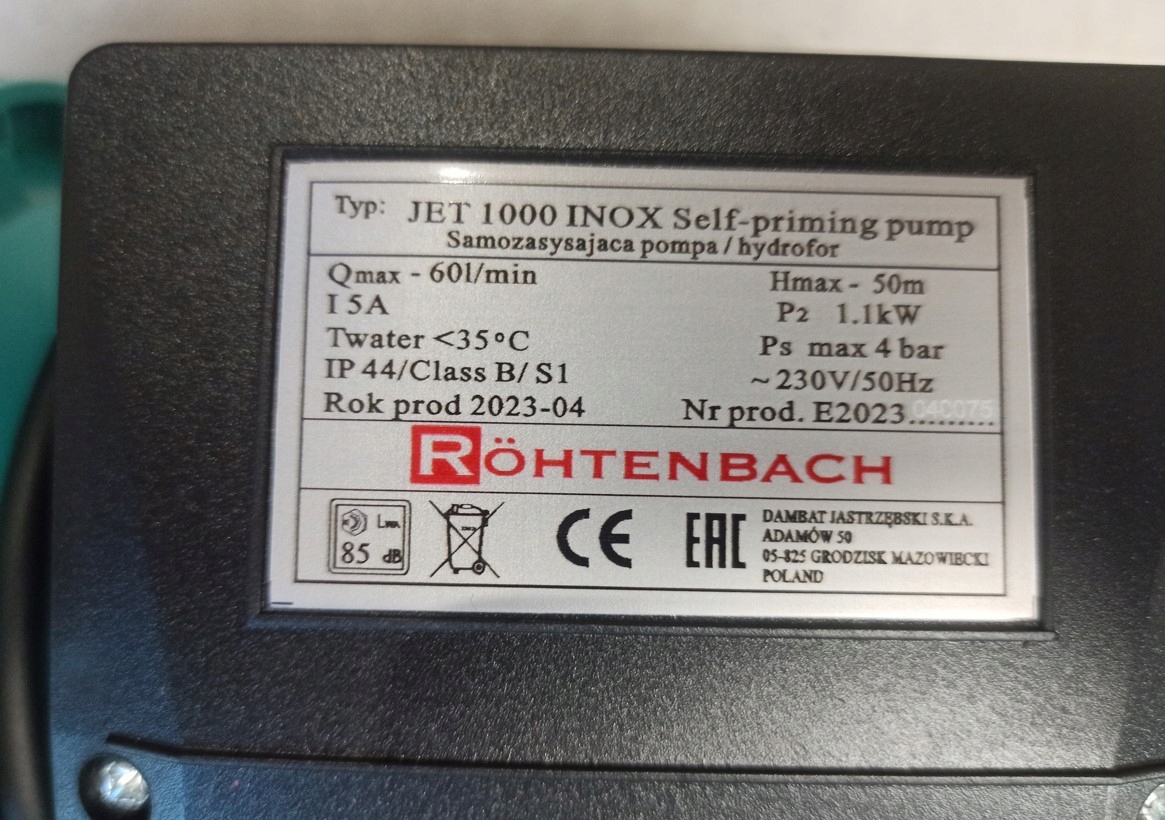 Typ: JET 1000 INOX Self-priming pump
Samozasysajaca pompa / hydrofor
Qmax - 60l/min Hmax - 50m
I 5A P2 1.1kW
Twater <35°C Ps max 4 bar
IP 44/Class B/ S1 ~230V/50Hz
Rok prod 2023-04 Nr prod. E2023.........040075
RÖHTENBACH
LWA
85 dB
CE
EAC
DAMBAT JASTRZĘBSKI S.K.A.
ADAMÓW 50
05-825 GRODZISK MAZOWIECKI
POLAND